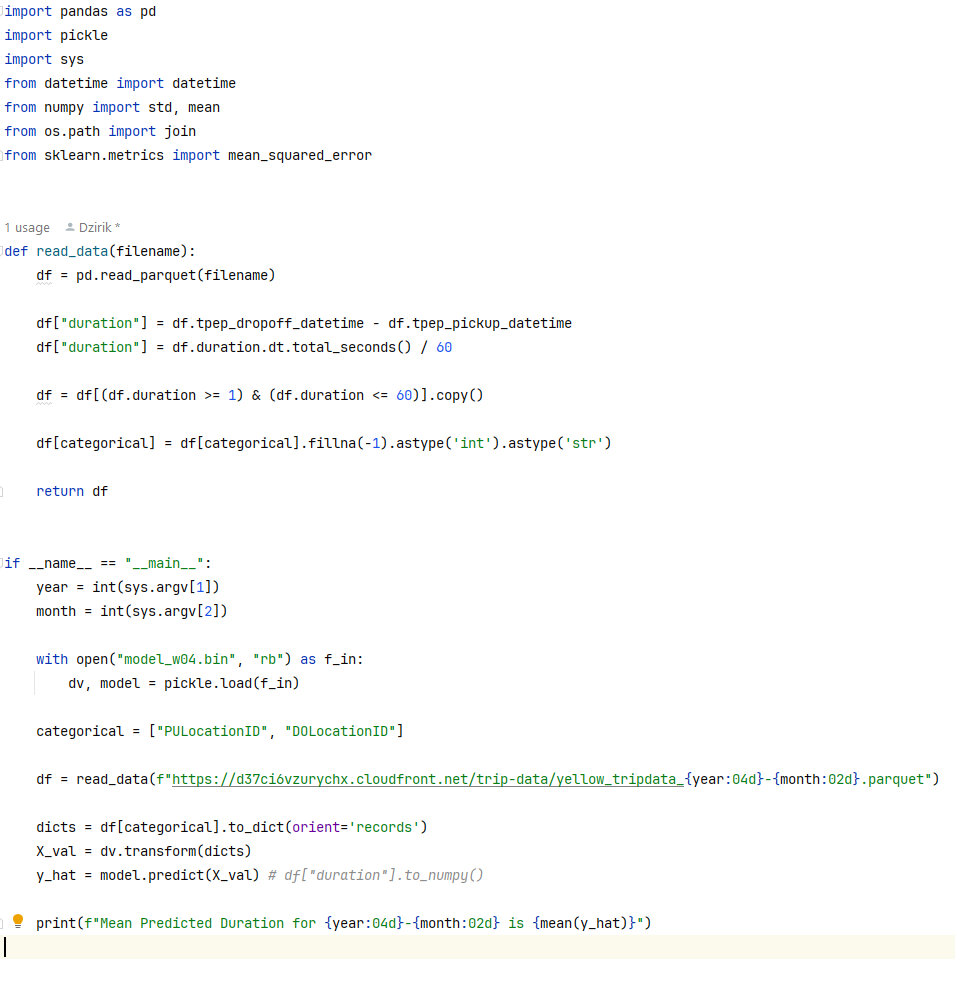 import pandas as pd
import pickle
import sys
from datetime import datetime
from numpy import std, mean
from os.path import join
from sklearn.metrics import mean_squared_error
1 usage Dzirik *
def read_data(filename):
    df = pd.read_parquet(filename)
    df["duration"] = df.tpep_dropoff_datetime - df.tpep_pickup_datetime
    df["duration"] = df.duration.dt.total_seconds() / 60
    df = df[(df.duration >= 1) & (df.duration <= 60)].copy()
    df[categorical] = df[categorical].fillna(-1).astype('int').astype('str')
    return df
if __name__ == "__main__":
    year = int(sys.argv[1])
    month = int(sys.argv[2])
    with open("model_w04.bin", "rb") as f_in:
        dv, model = pickle.load(f_in)
    categorical = ["PULocationID", "DOLocationID"]
    df = read_data(f"https://d37ci6vzurychx.cloudfront.net/trip-data/yellow_tripdata_{year:04d}-{month:02d}.parquet")
    dicts = df[categorical].to_dict(orient='records')
    X_val = dv.transform(dicts)
    y_hat = model.predict(X_val) # df["duration"].to_numpy()
    print(f"Mean Predicted Duration for {year:04d}-{month:02d} is {mean(y_hat)}")